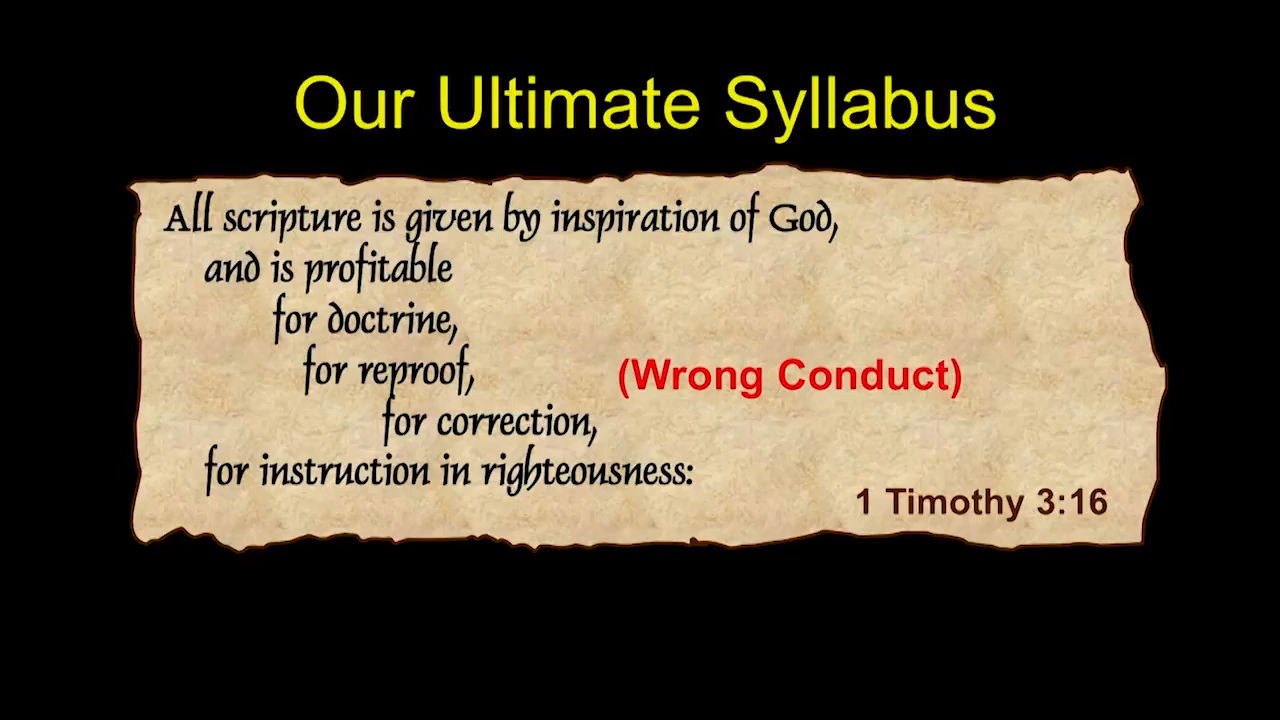 Our Ultimate Syllabus
All scripture is given by inspiration of God,
and is profitable
for doctrine,
for reproof,
(Wrong Conduct)
for correction,
for instruction in righteousness:
1 Timothy 3:16